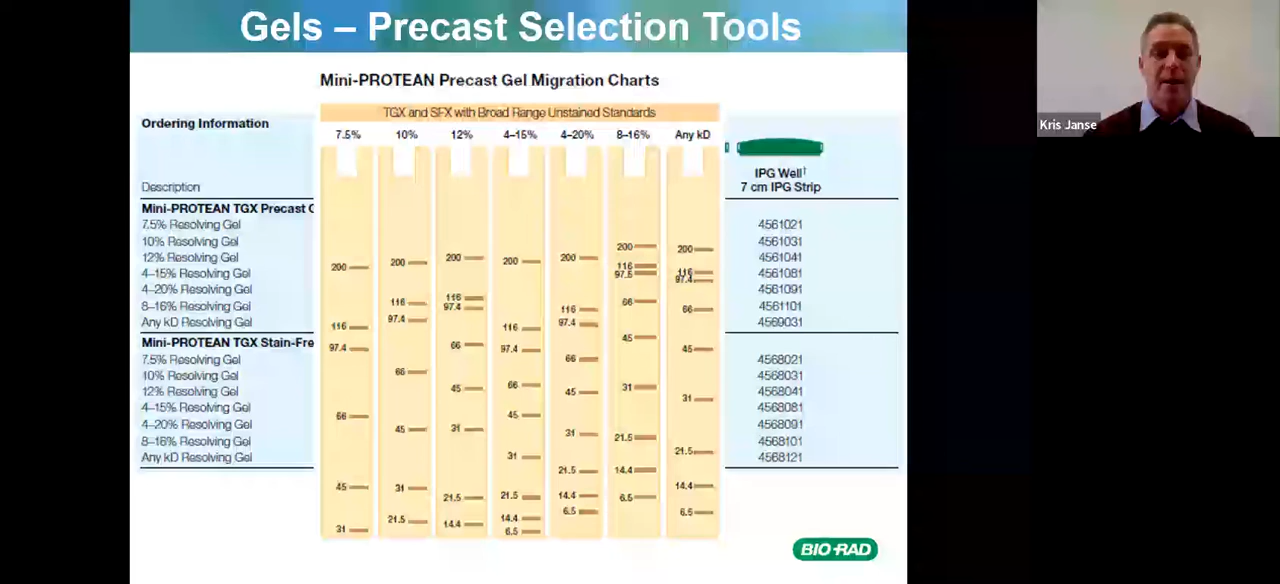 Gels – Precast Selection Tools
Kris Janse
Mini-PROTEAN Precast Gel Migration Charts
TGX and SFX with Broad Range Unstained Standards
Ordering Information
7.5% 10% 12% 4–15% 4–20% 8–16% Any kD
IPG Well†
7 cm IPG Strip
Description
Mini-PROTEAN TGX Precast
7.5% Resolving Gel 4561021
10% Resolving Gel 4561031
12% Resolving Gel 4561041
4–15% Resolving Gel 4561081
4–20% Resolving Gel 4561091
8–16% Resolving Gel 4561101
Any kD Resolving Gel 4569031
Mini-PROTEAN TGX Stain-Fre
7.5% Resolving Gel 4568021
10% Resolving Gel 4568031
12% Resolving Gel 4568041
4–15% Resolving Gel 4568081
4–20% Resolving Gel 4568091
8–16% Resolving Gel 4568101
Any kD Resolving Gel 4568121
200
116
97.4
66
45
31
200
116
97.4
66
45
31
21.5
200
116
97.4
66
45
31
21.5
14.4
200
116
97.4
66
45
31
21.5
14.4
6.5
200
116
97.4
66
45
31
21.5
14.4
6.5
200
116
66
45
31
21.5
14.4
6.5
200
116
97.4
66
45
31
21.5
14.4
6.5
BIO-RAD